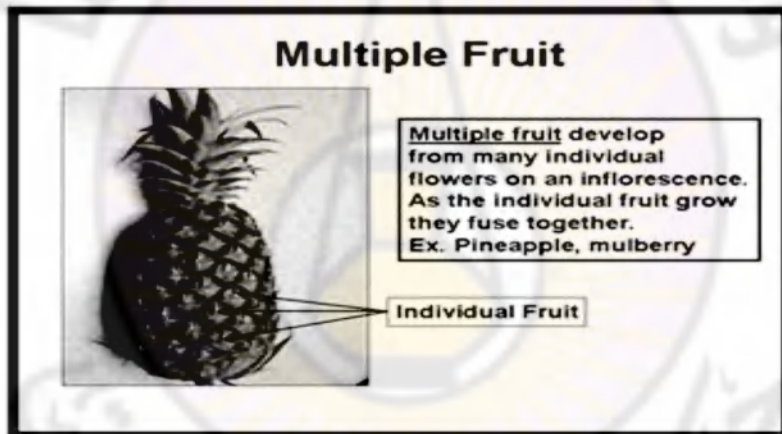 Multiple Fruit
Multiple fruit develop
from many individual
flowers on an inflorescence.
As the individual fruit grow
they fuse together.
Ex. Pineapple, mulberry
Individual Fruit